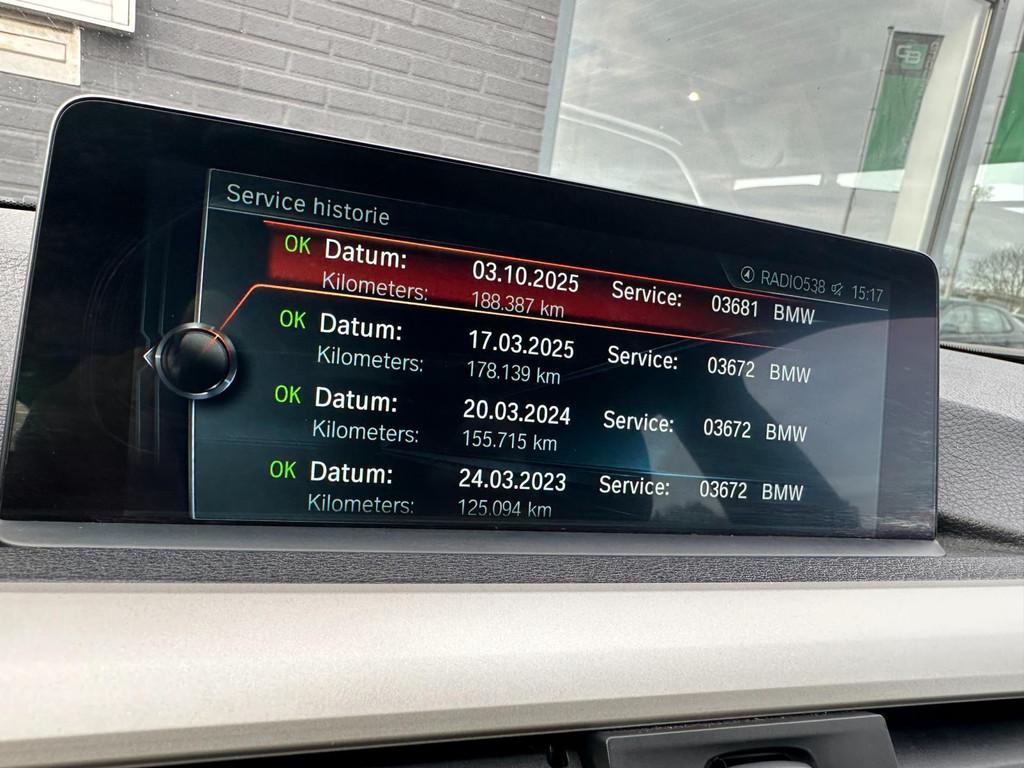 CB
Service historie
RADIO538 15:17
OK Datum: 03.10.2025 Service: 03681 BMW
Kilometers: 188.387 km
OK Datum: 17.03.2025 Service: 03672 BMW
Kilometers: 178.139 km
OK Datum: 20.03.2024 Service: 03672 BMW
Kilometers: 155.715 km
OK Datum: 24.03.2023 Service: 03672 BMW
Kilometers: 125.094 km